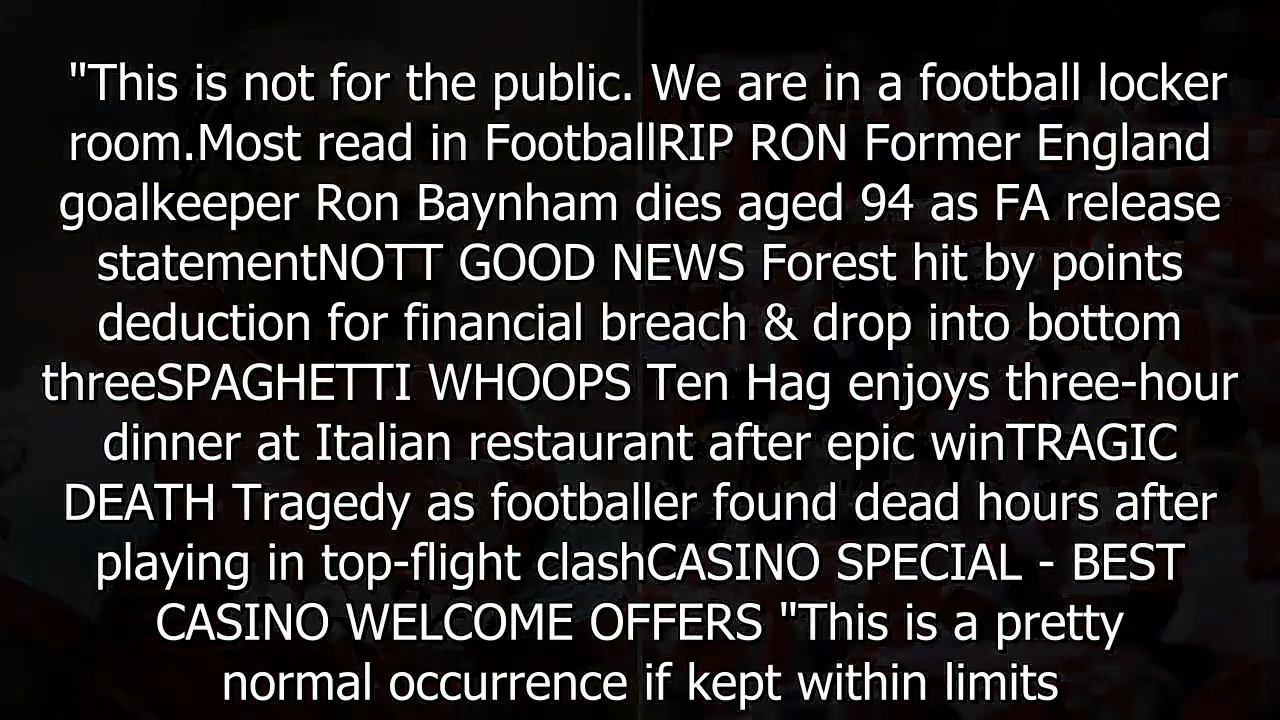 "This is not for the public. We are in a football locker
room.Most read in FootballRIP RON Former England
goalkeeper Ron Baynham dies aged 94 as FA release
statementNOTT GOOD NEWS Forest hit by points
deduction for financial breach & drop into bottom
threeSPAGHETTI WHOOPS Ten Hag enjoys three-hour
dinner at Italian restaurant after epic winTRAGIC
DEATH Tragedy as footballer found dead hours after
playing in top-flight clashCASINO SPECIAL - BEST
CASINO WELCOME OFFERS "This is a pretty
normal occurrence if kept within limits